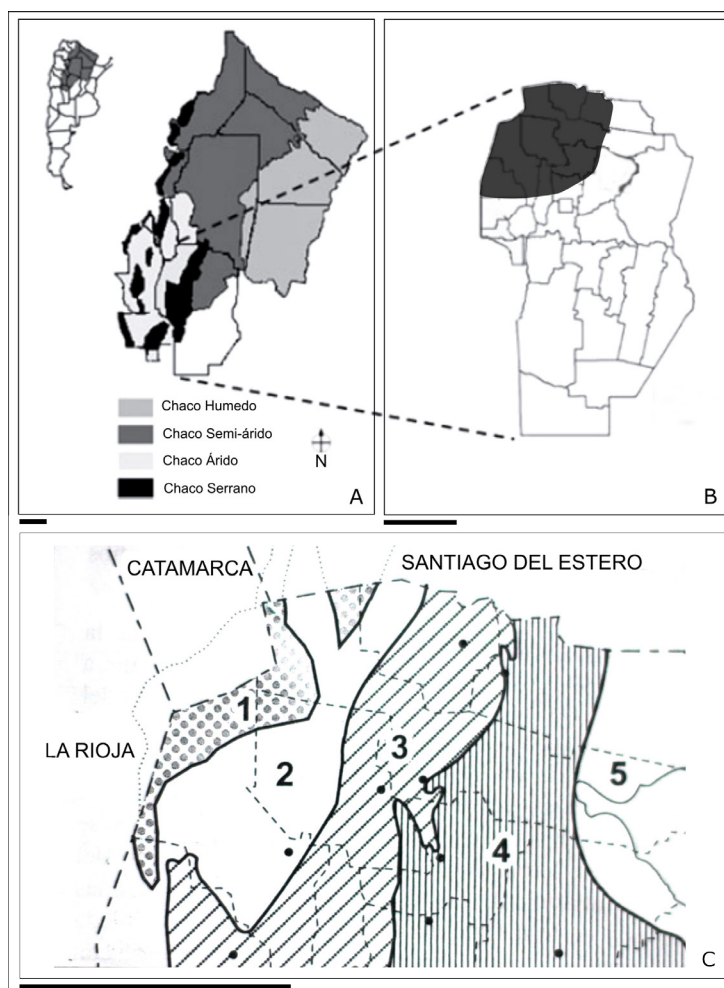 Chaco Humedo
Chaco Semi-árido
Chaco Árido
Chaco Serrano
N
A
B
CATAMARCA
SANTIAGO DEL ESTERO
LA RIOJA
1
2
3
4
5
C